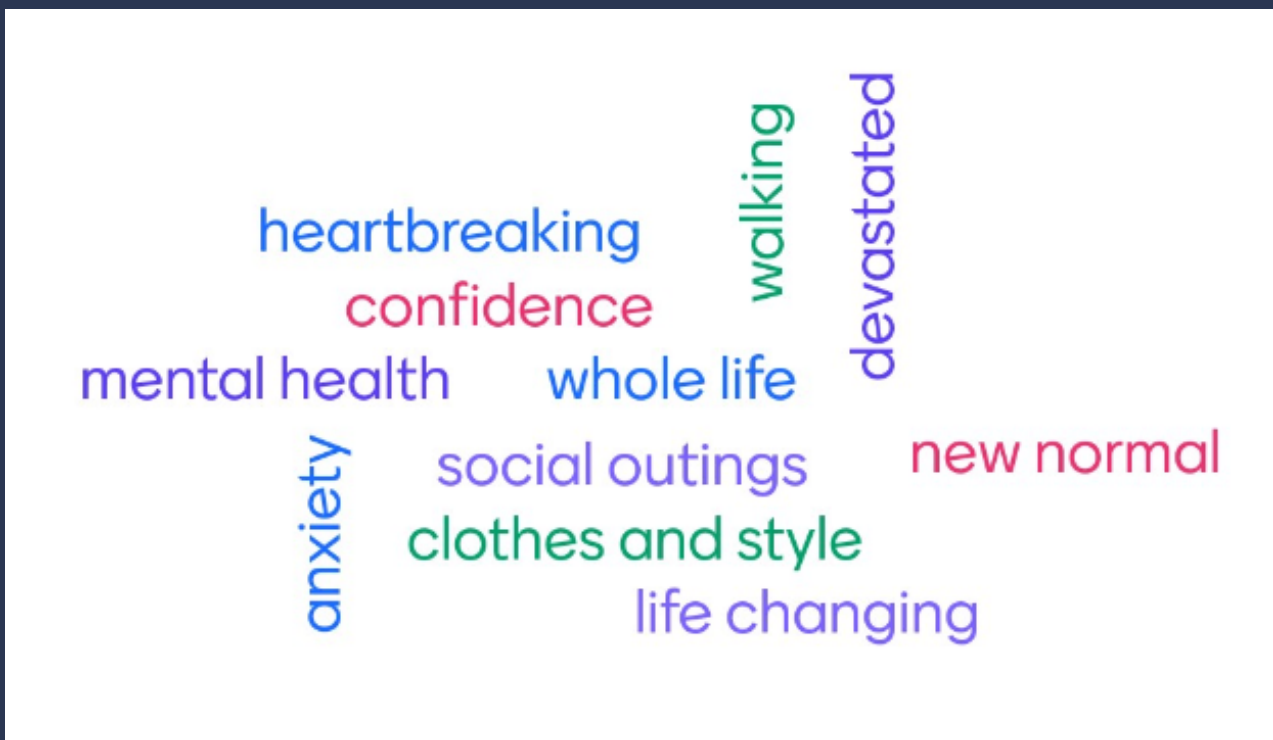 devastated
walking
heartbreaking
confidence
mental health
whole life
new normal
anxiety
social outings
clothes and style
life changing